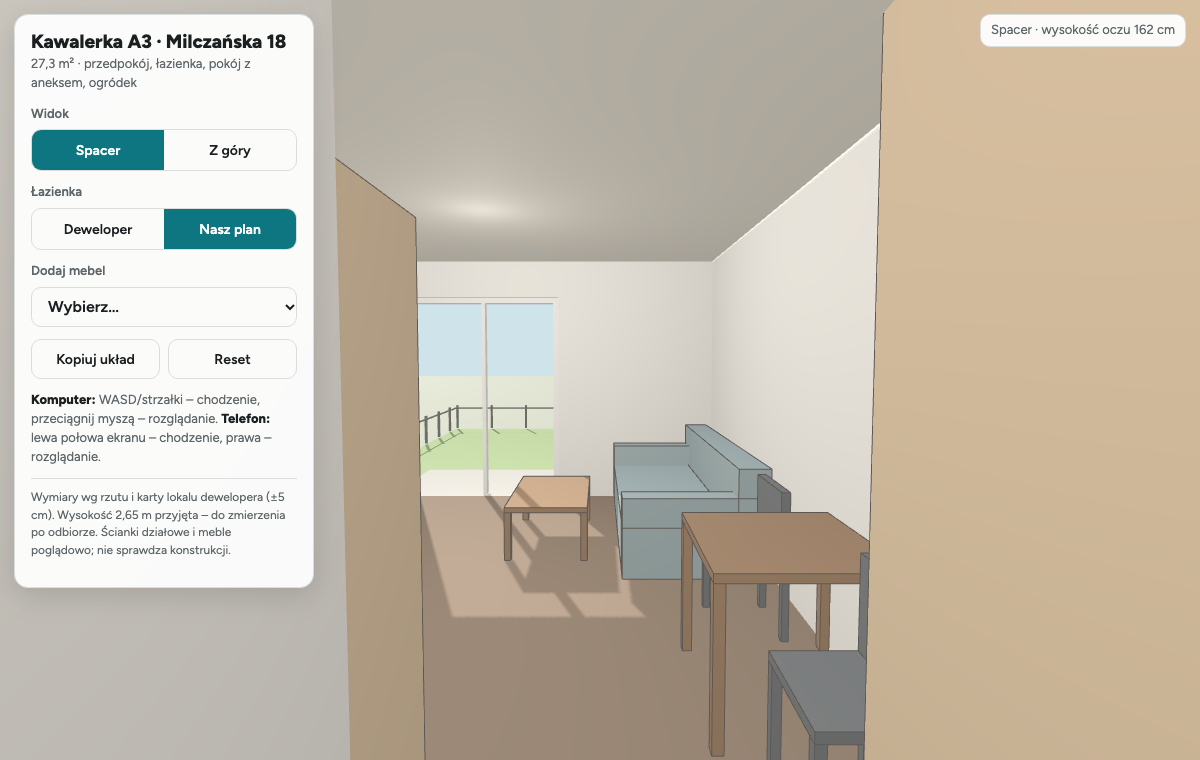 Kawalerka A3 · Milczańska 18
27,3 m² · przedpokój, łazienka, pokój z
aneksem, ogródek
Widok
Spacer
Z góry
Łazienka
Deweloper
Nasz plan
Dodaj mebel
Wybierz...
Kopiuj układ
Reset
Komputer: WASD/strzałki – chodzenie,
przeciągnij myszą – rozglądanie. Telefon:
lewa połowa ekranu – chodzenie, prawa –
rozglądanie.
Wymiary wg rzutu i karty lokalu dewelopera (±5
cm). Wysokość 2,65 m przyjęta – do zmierzenia
po odbiorze. Ścianki działowe i meble
poglądowo; nie sprawdza konstrukcji.
Spacer · wysokość oczu 162 cm